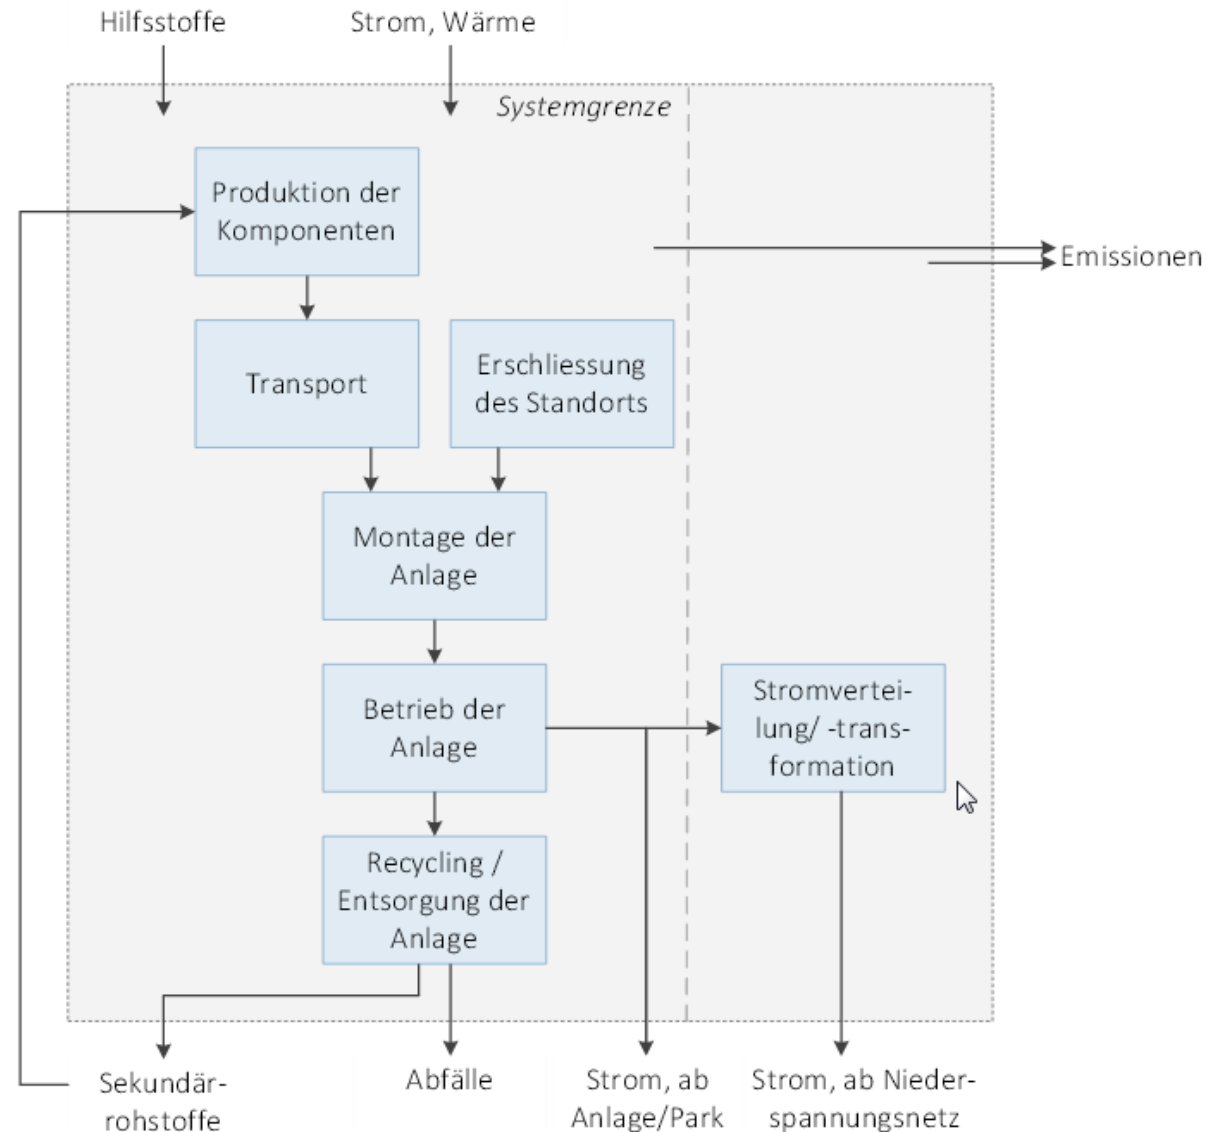 Hilfsstoffe
Strom, Wärme
Systemgrenze
Produktion der
Komponenten
Emissionen
Transport
Erschliessung
des Standorts
Montage der
Anlage
Betrieb der
Anlage
Stromvertei-
lung/ -trans-
formation
Recycling /
Entsorgung der
Anlage
Sekundär-
rohstoffe
Abfälle
Strom, ab
Anlage/Park
Strom, ab Nieder-
spannungsnetz